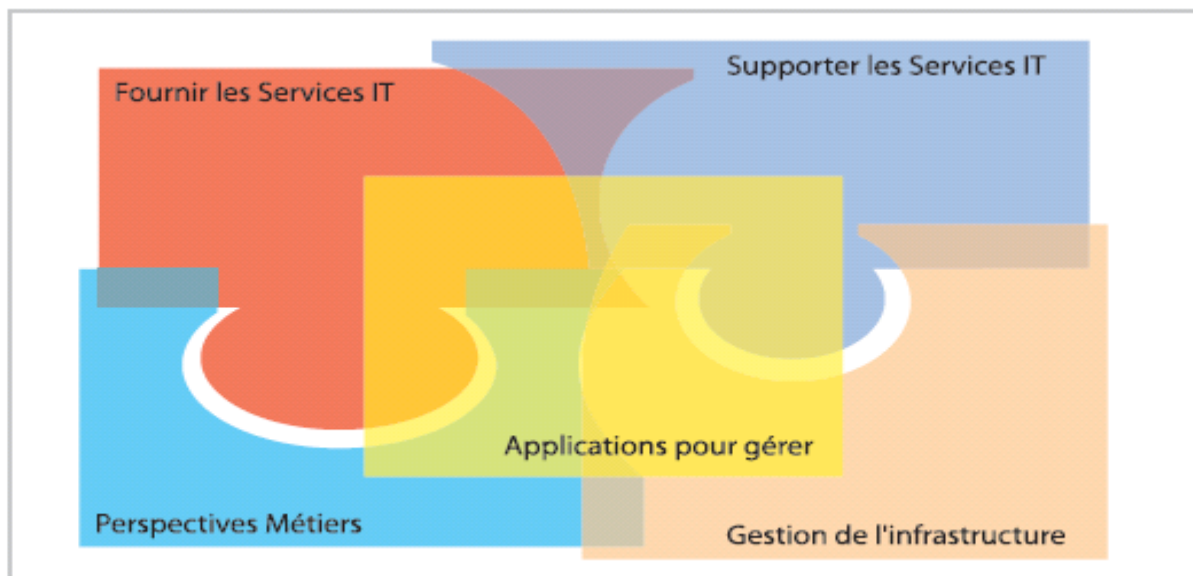 Fournir les Services IT
Supporter les Services IT
Applications pour gérer
Perspectives Métiers
Gestion de l'infrastructure